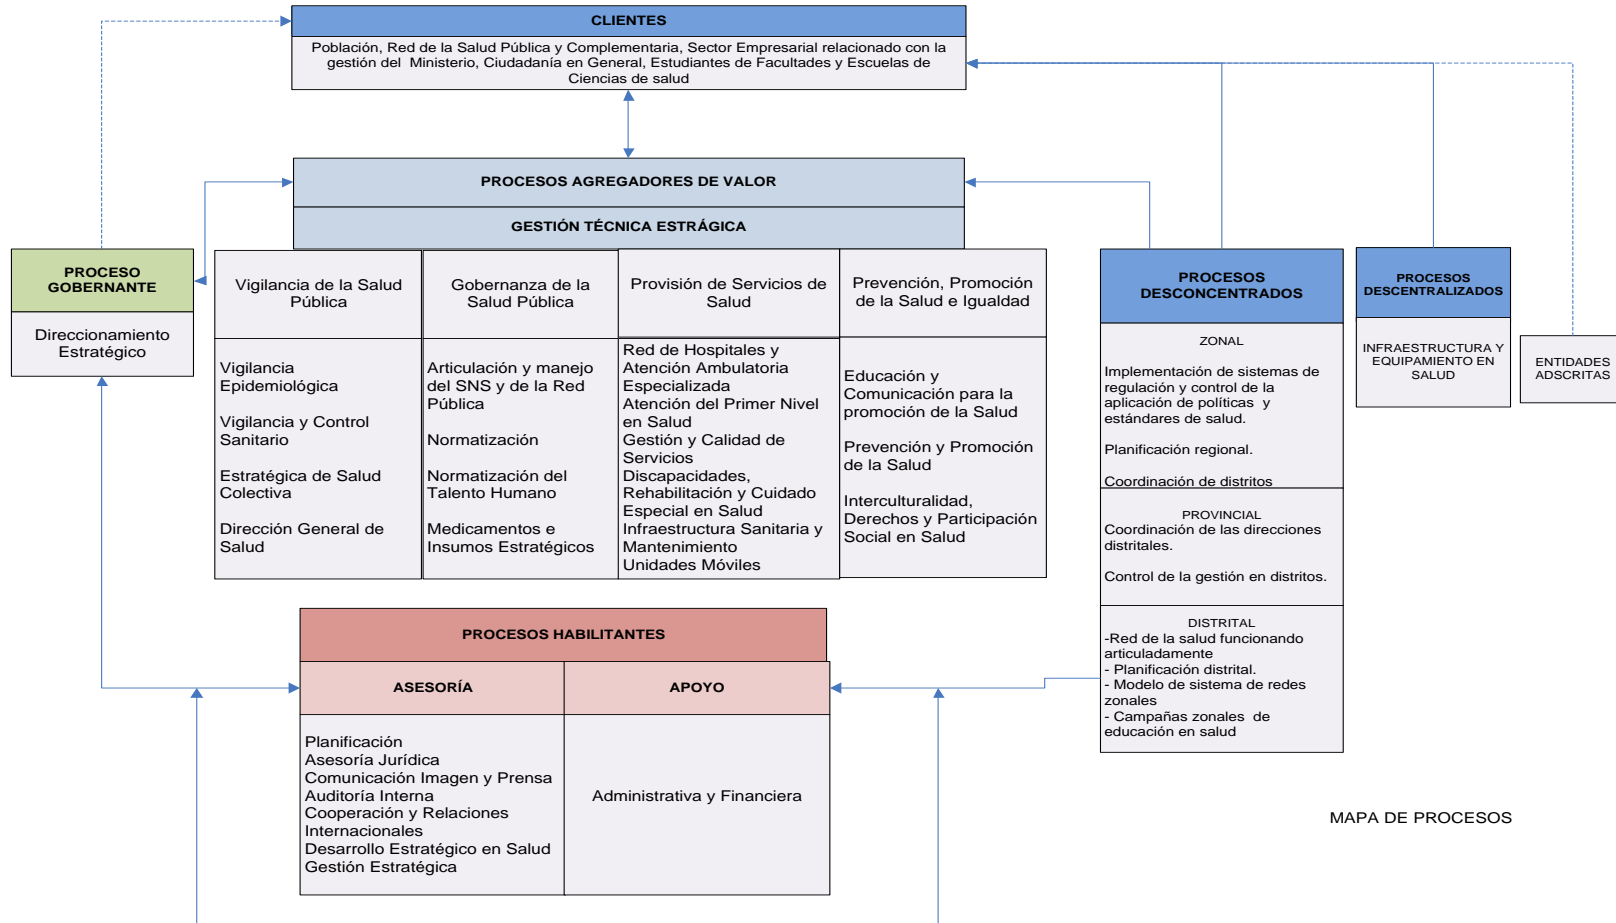 CLIENTES
Población, Red de la Salud Pública y Complementaria, Sector Empresarial relacionado con la
gestión del  Ministerio, Ciudadanía en General, Estudiantes de Facultades y Escuelas de
Ciencias de salud
PROCESOS AGREGADORES DE VALOR
GESTIÓN TÉCNICA ESTRÁGICA
PROCESO
GOBERNANTE
Direccionamiento
Estratégico
Vigilancia de la Salud
Pública
Vigilancia
Epidemiológica
Vigilancia y Control
Sanitario
Estratégica de Salud
Colectiva
Dirección General de
Salud
Gobernanza de la
Salud Pública
Articulación y manejo
del SNS y de la Red
Pública
Normatización
Normatización del
Talento Humano
Medicamentos e
Insumos Estratégicos
Provisión de Servicios de
Salud
Red de Hospitales y
Atención Ambulatoria
Especializada
Atención del Primer Nivel
en Salud
Gestión y Calidad de
Servicios
Discapacidades,
Rehabilitación y Cuidado
Especial en Salud
Infraestructura Sanitaria y
Mantenimiento
Unidades Móviles
Prevención, Promoción
de la Salud e Igualdad
Educación y
Comunicación para la
promoción de la Salud
Prevención y Promoción
de la Salud
Interculturalidad,
Derechos y Participación
Social en Salud
PROCESOS
DESCONCENTRADOS
ZONAL
Implementación de sistemas de
regulación y control de la
aplicación de políticas  y
estándares de salud.
Planificación regional.
Coordinación de distritos
PROVINCIAL
Coordinación de las direcciones
distritales.
Control de la gestión en distritos.
DISTRITAL
-Red de la salud funcionando
articuladamente
- Planificación distrital.
- Modelo de sistema de redes
zonales
- Campañas zonales  de
educación en salud
PROCESOS
DESCENTRALIZADOS
INFRAESTRUCTURA Y
EQUIPAMIENTO EN
SALUD
ENTIDADES
ADSCRITAS
PROCESOS HABILITANTES
ASESORÍA
Planificación
Asesoría Jurídica
Comunicación Imagen y Prensa
Auditoría Interna
Cooperación y Relaciones
Internacionales
Desarrollo Estratégico en Salud
Gestión Estratégica
APOYO
Administrativa y Financiera
MAPA DE PROCESOS